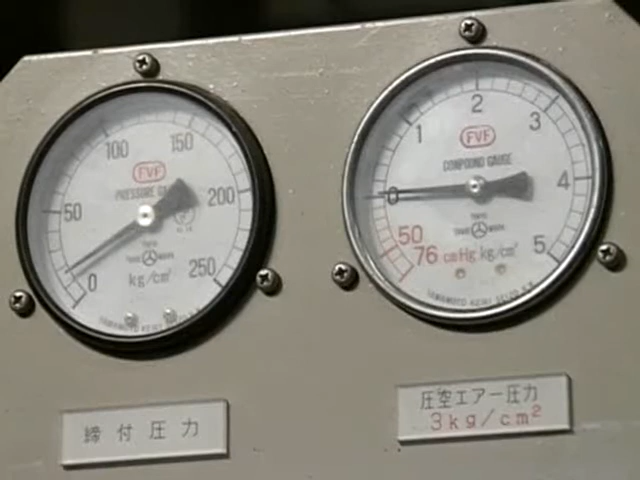 0
50
100
150
200
250
FVF
PRESSURE GA
kg/cm²
0
1
2
3
4
5
FVF
COMPOUND GAUGE
50
76 cmHg kg/cm²
締付圧力
圧空エアー圧力
3kg/cm²